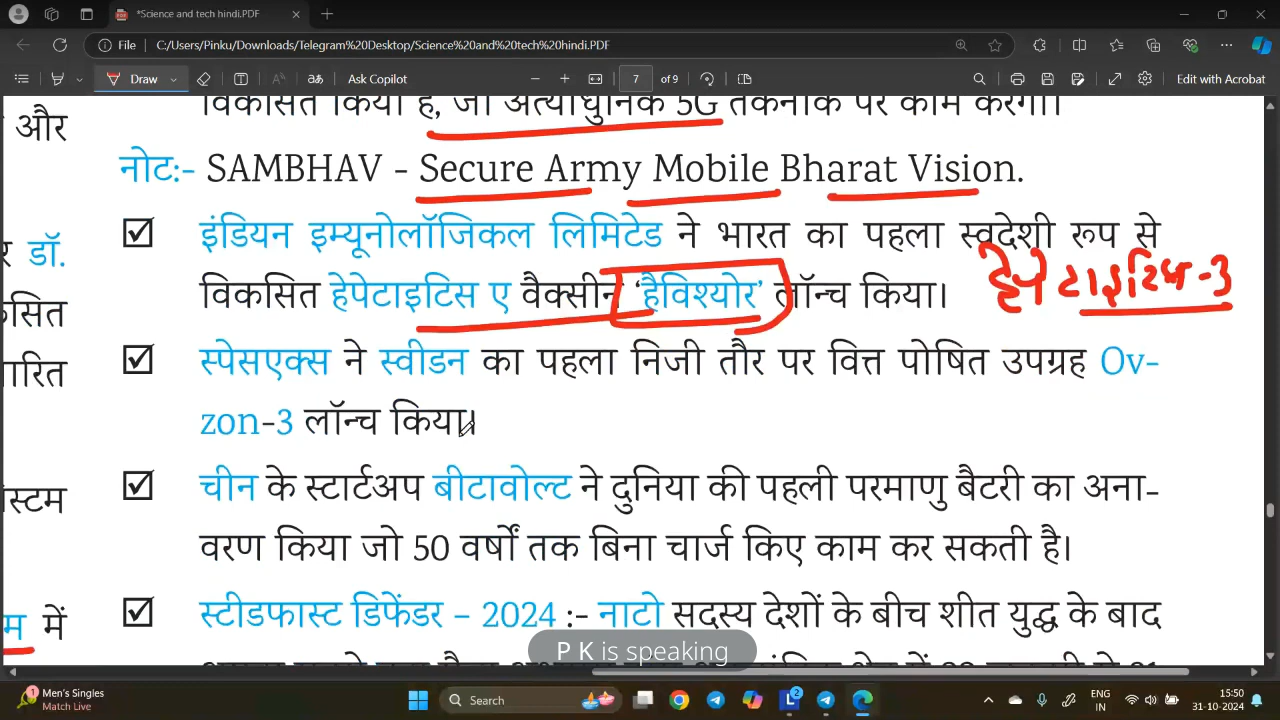 *Science and tech hindi.PDF
File C:/Users/Pinku/Downloads/Telegram%20Desktop/Science%20and%20tech%20hindi.PDF
Draw Ask Copilot 7 of 9 Edit with Acrobat
और
विकसित किया है, जो अत्याधुनिक 5G तकनीक पर काम करेगा।
नोटः- SAMBHAV - Secure Army Mobile Bharat Vision.
डॉ.
इंडियन इम्यूनोलॉजिकल लिमिटेड ने भारत का पहला स्वदेशी रूप से
विकसित हेपेटाइटिस ए वैक्सीन ‘हैविश्योर’ लॉन्च किया।
स्पेसएक्स ने स्वीडन का पहला निजी तौर पर वित्त पोषित उपग्रह Ov-
zon-3 लॉन्च किया।
चीन के स्टार्टअप बीटावोल्ट ने दुनिया की पहली परमाणु बैटरी का अना-
वरण किया जो 50 वर्षों तक बिना चार्ज किए काम कर सकती है।
स्टीडफास्ट डिफेंडर – 2024 :- नाटो सदस्य देशों के बीच शीत युद्ध के बाद
में
P K is speaking
Men's Singles
Match Live
Search
ENG
IN
15:50
31-10-2024